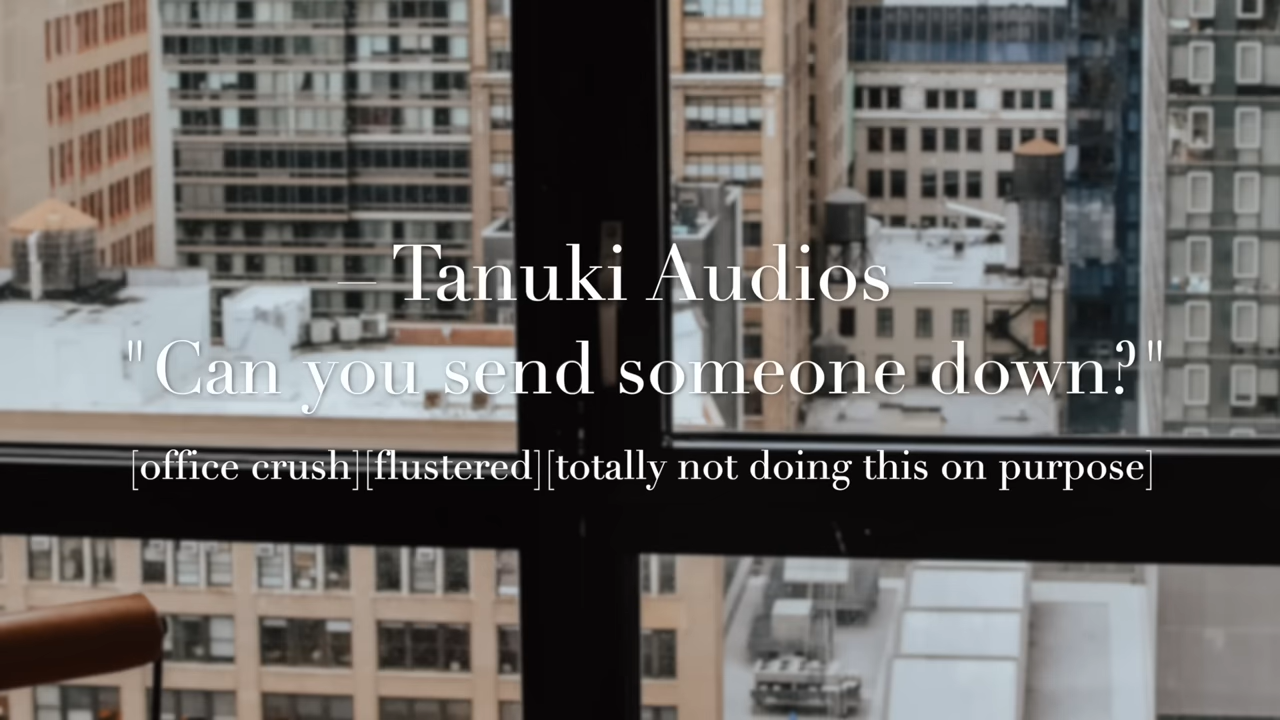 — Tanuki Audios —
"Can you send someone down?"
[office crush][flustered][totally not doing this on purpose]